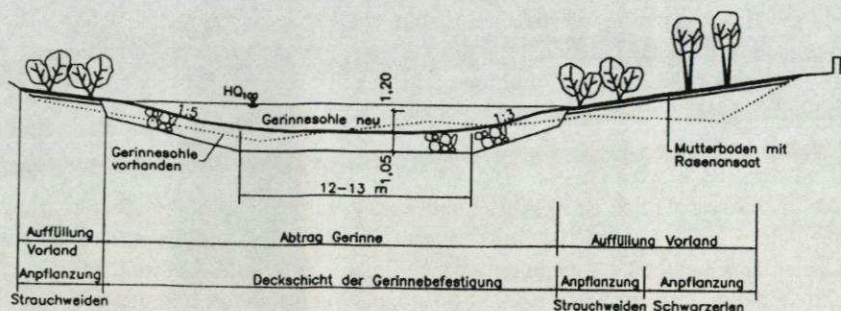 HQ100
1,20
1:5
Gerinnesohle neu
1:3
Gerinnesohle
vorhanden
1,05
Mutterboden mit
Rasenansaat
12-13 m
Auffüllung
Vorland
Abtrag Gerinne
Auffüllung Vorland
Anpflanzung
Strauchweiden
Deckschicht der Gerinnebefestigung
Anpflanzung
Strauchweiden
Anpflanzung
Schwarzerlen